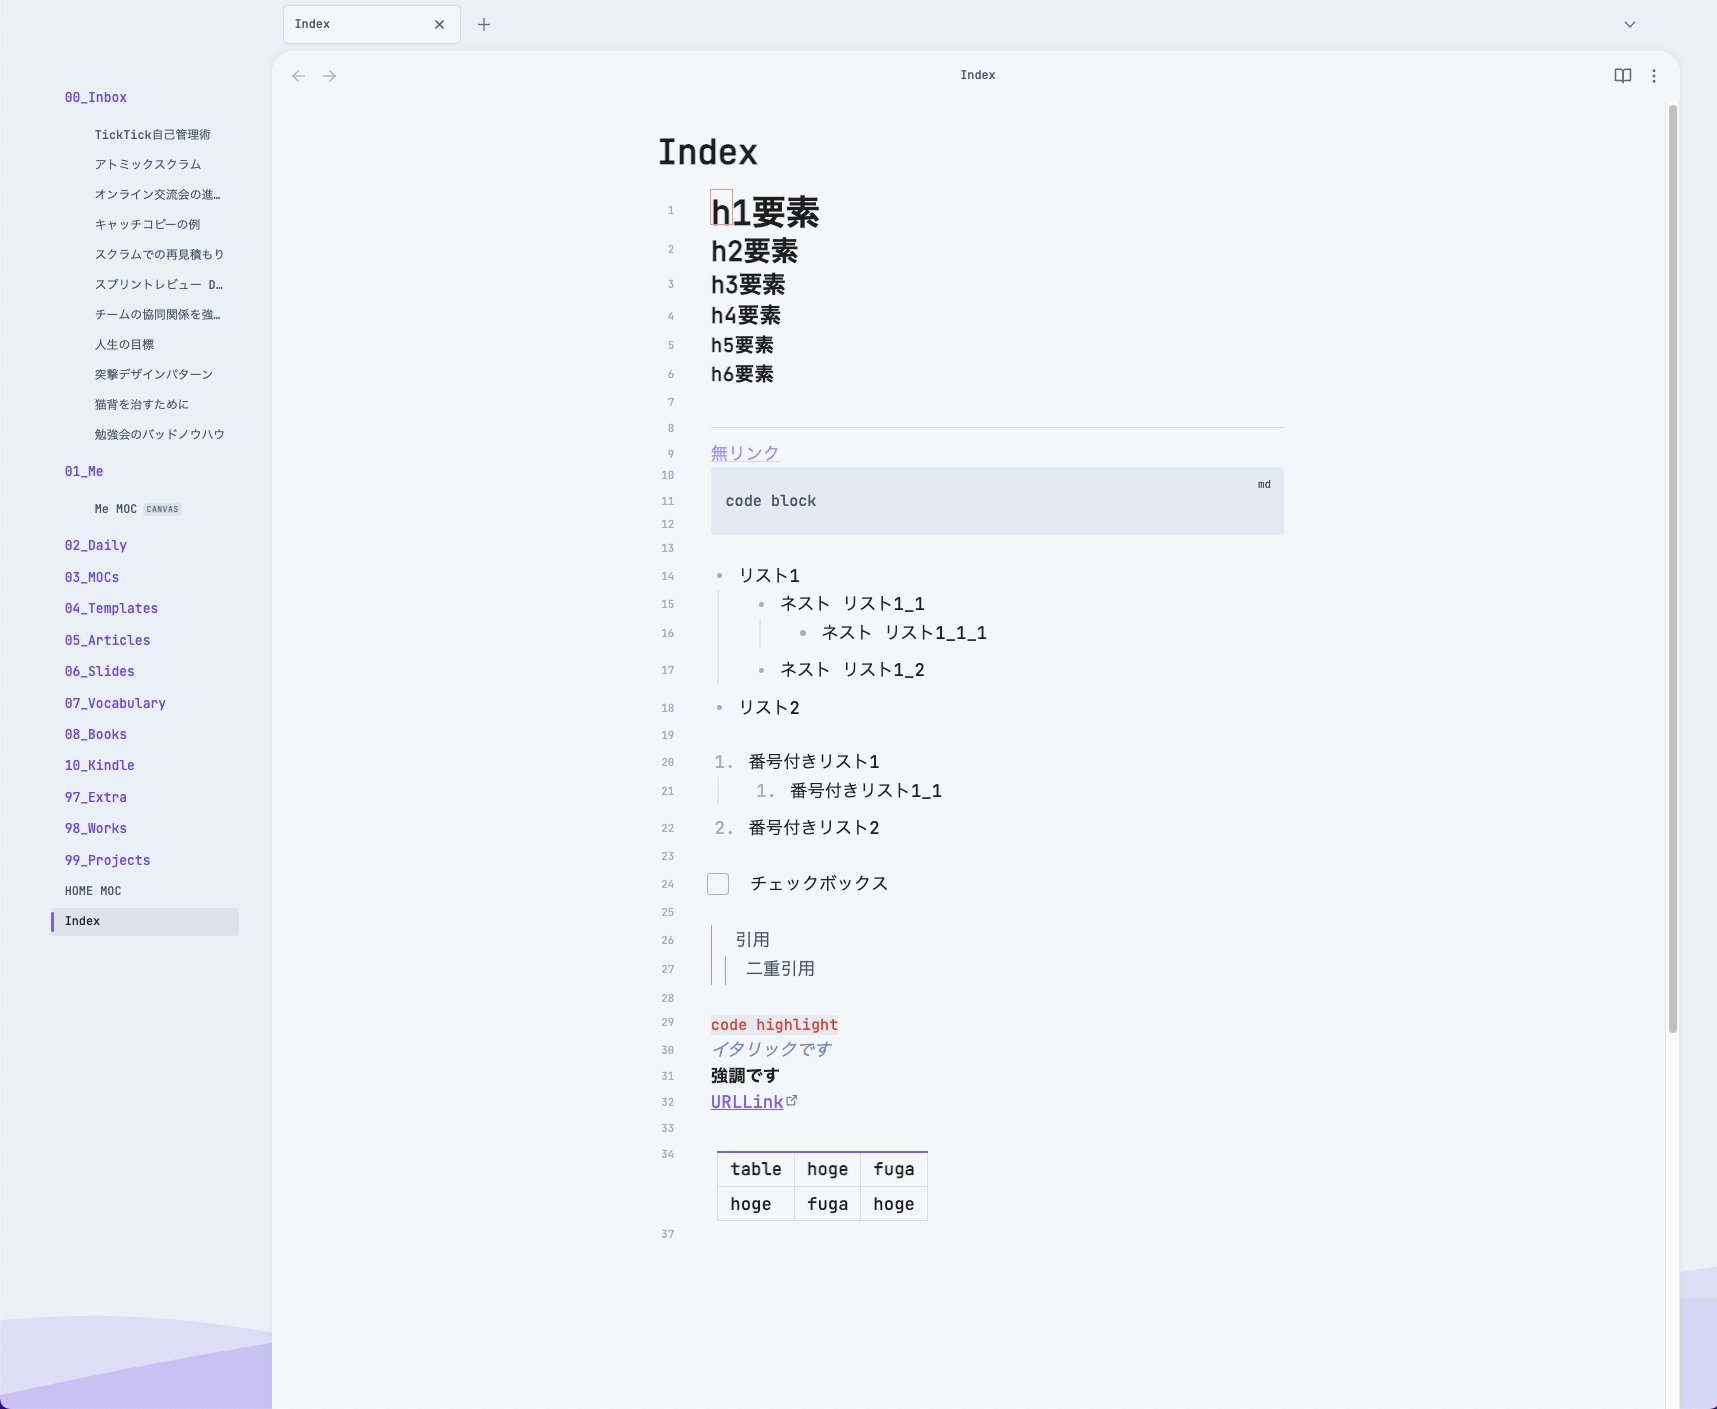 Index
00_Inbox
TickTick自己管理術
アトミックスクラム
オンライン交流会の進…
キャッチコピーの例
スクラムでの再見積もり
スプリントレビュー D…
チームの協同関係を強…
人生の目標
突撃デザインパターン
猫背を治すために
勉強会のバッドノウハウ
01_Me
Me MOC CANVAS
02_Daily
03_MOCs
04_Templates
05_Articles
06_Slides
07_Vocabulary
08_Books
10_Kindle
97_Extra
98_Works
99_Projects
HOME MOC
Index
Index
Index
1 h1要素
2 h2要素
3 h3要素
4 h4要素
5 h5要素
6 h6要素
7
8
9 無リンク
10 md
11 code block
12
13
14 リスト1
15 ネスト リスト1_1
16 ネスト リスト1_1_1
17 ネスト リスト1_2
18 リスト2
19
20 1. 番号付きリスト1
21 1. 番号付きリスト1_1
22 2. 番号付きリスト2
23
24 チェックボックス
25
26 引用
27 二重引用
28
29 code highlight
30 イタリックです
31 強調です
32 URLLink
33
34 table hoge fuga
hoge fuga hoge
37